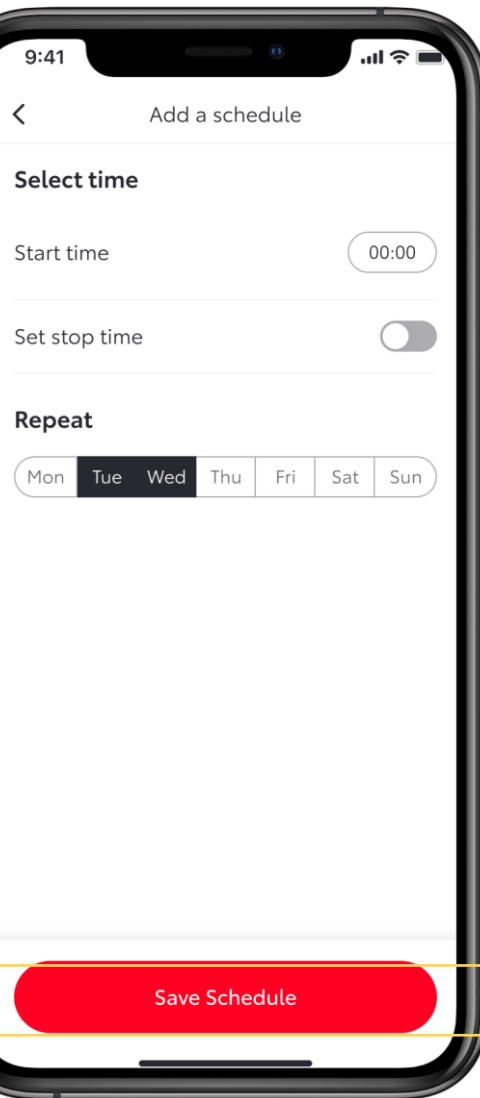 9:41
Add a schedule
Select time
Start time 00:00
Set stop time
Repeat
Mon Tue Wed Thu Fri Sat Sun
Save Schedule